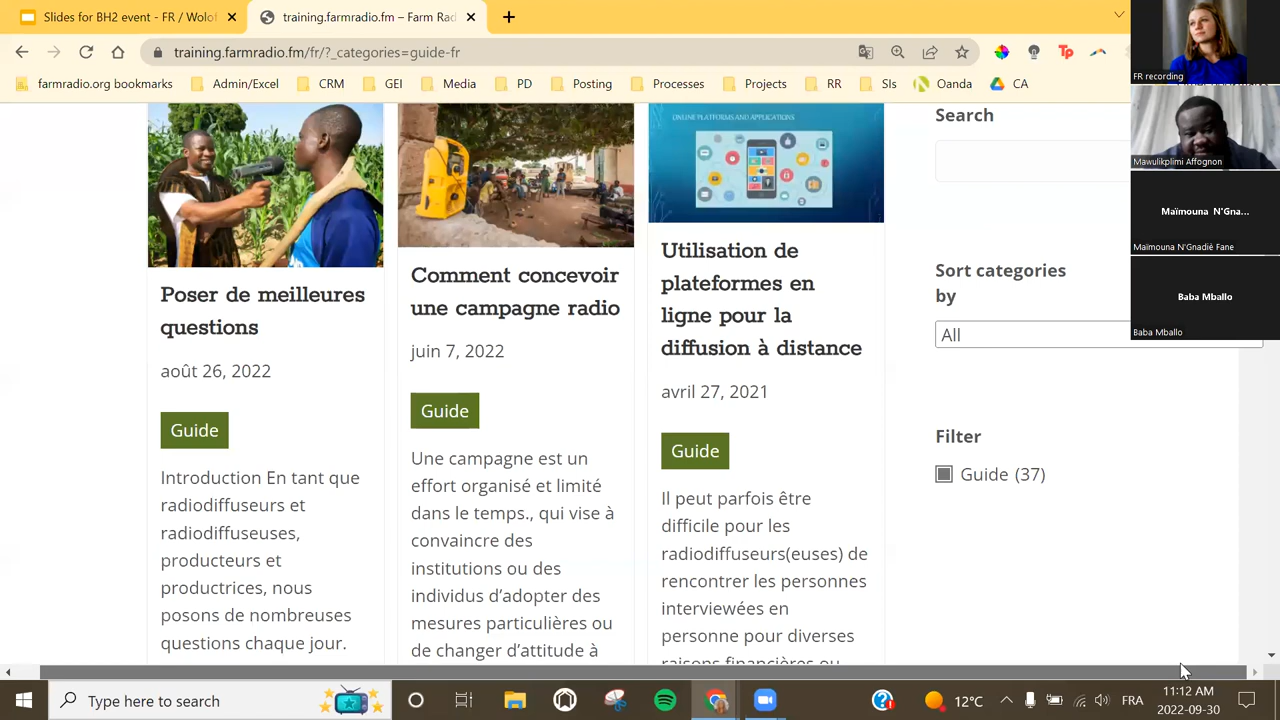 Slides for BH2 event - FR / Wolof
training.farmradio.fm – Farm Rad
training.farmradio.fm/fr/?_categories=guide-fr
farmradio.org bookmarks
Admin/Excel
CRM
GEI
Media
PD
Posting
Processes
Projects
RR
SIs
Oanda
CA
FR recording
Mawulikplimi Affognon
Maïmouna N'Gna...
Maïmouna N'Gnadiè Fane
Baba Mballo
Baba Mballo
Poser de meilleures
questions
août 26, 2022
Guide
Introduction En tant que
radiodiffuseurs et
radiodiffuseuses,
producteurs et
productrices, nous
posons de nombreuses
questions chaque jour.
Comment concevoir
une campagne radio
juin 7, 2022
Guide
Une campagne est un
effort organisé et limité
dans le temps., qui vise à
convaincre des
institutions ou des
individus d'adopter des
mesures particulières ou
de changer d'attitude à
ONLINE PLATFORMS AND APPLICATIONS
Utilisation de
plateformes en
ligne pour la
diffusion à distance
avril 27, 2021
Guide
Il peut parfois être
difficile pour les
radiodiffuseurs(euses) de
rencontrer les personnes
interviewées en
personne pour diverses
raisons financières ou
Search
Sort categories
by
All
Filter
Guide (37)
Type here to search
12°C
FRA
11:12 AM
2022-09-30